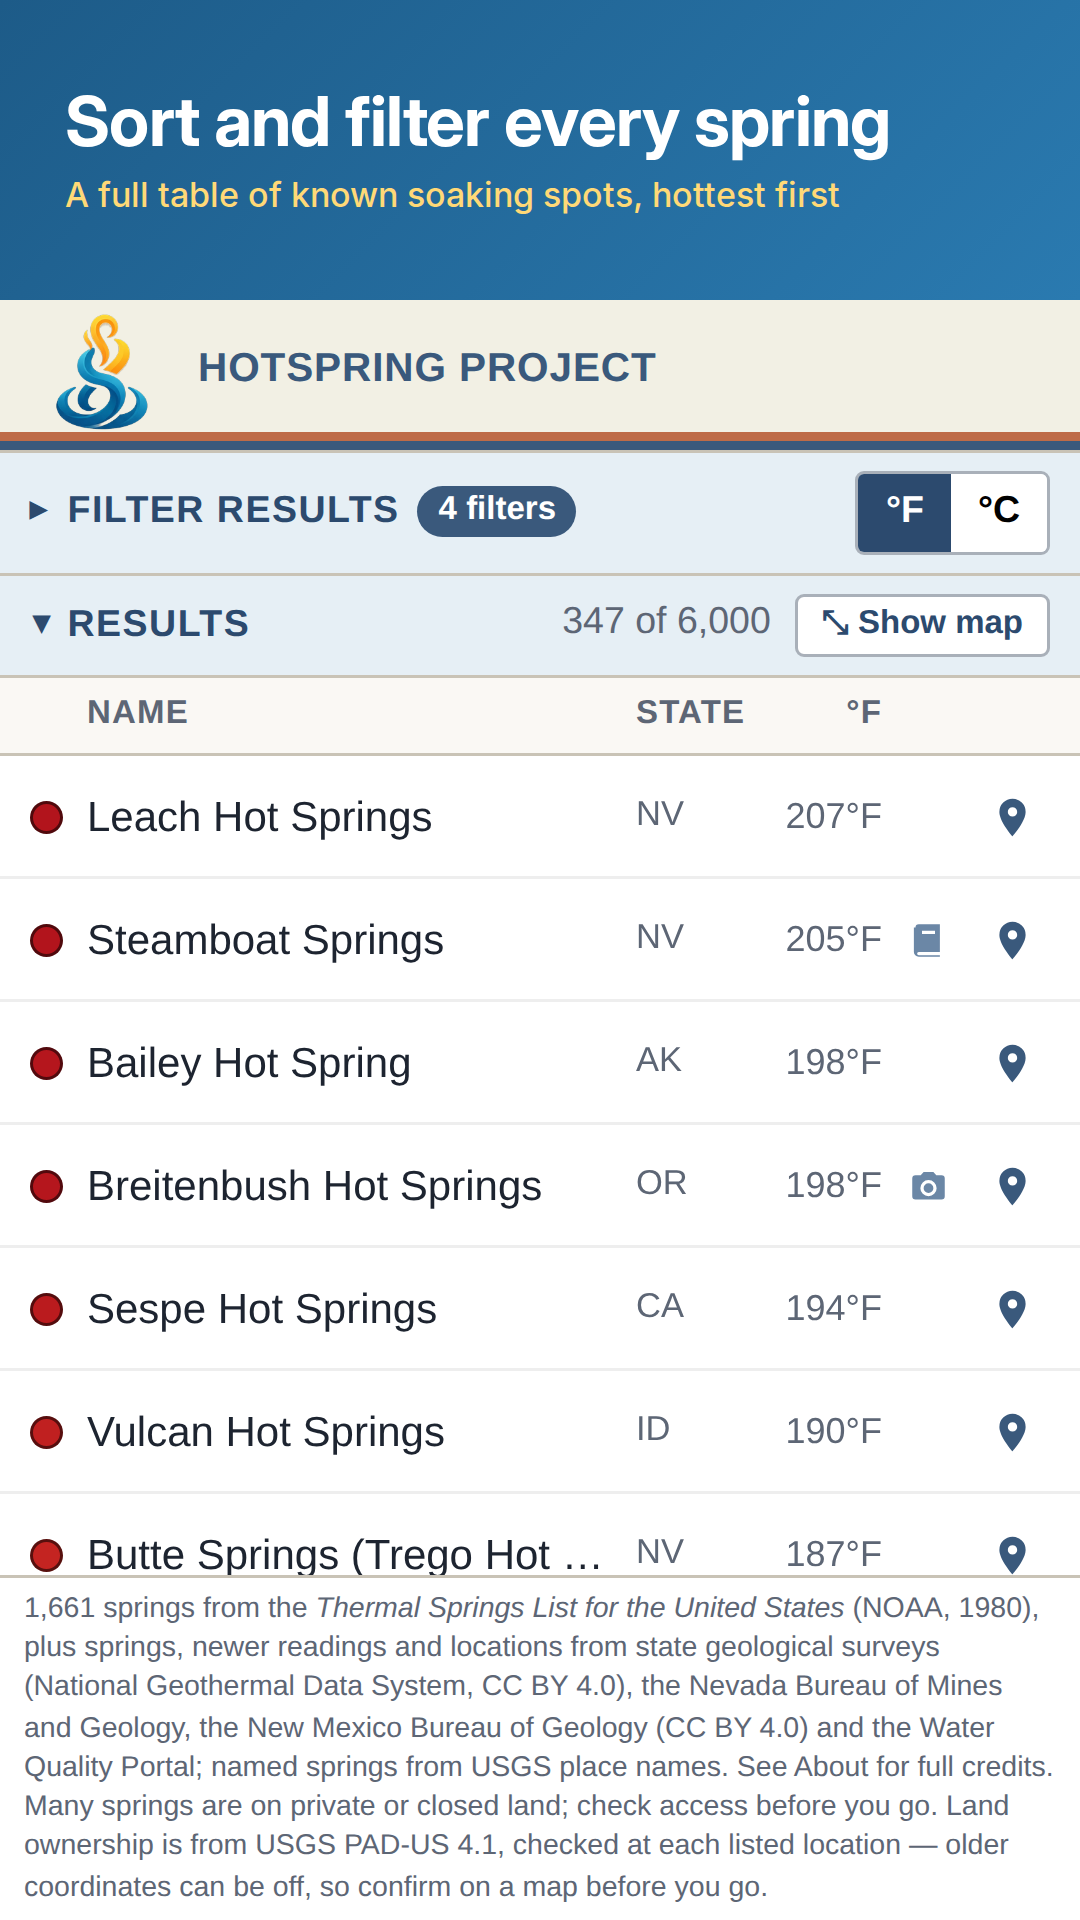 Sort and filter every spring
A full table of known soaking spots, hottest first
HOTSPRING PROJECT
▶ FILTER RESULTS 4 filters °F °C
▼ RESULTS 347 of 6,000 ⤡ Show map
NAME STATE °F
Leach Hot Springs NV 207°F
Steamboat Springs NV 205°F
Bailey Hot Spring AK 198°F
Breitenbush Hot Springs OR 198°F
Sespe Hot Springs CA 194°F
Vulcan Hot Springs ID 190°F
Butte Springs (Trego Hot … NV 187°F
1,661 springs from the Thermal Springs List for the United States (NOAA, 1980),
plus springs, newer readings and locations from state geological surveys
(National Geothermal Data System, CC BY 4.0), the Nevada Bureau of Mines
and Geology, the New Mexico Bureau of Geology (CC BY 4.0) and the Water
Quality Portal; named springs from USGS place names. See About for full credits.
Many springs are on private or closed land; check access before you go. Land
ownership is from USGS PAD-US 4.1, checked at each listed location — older
coordinates can be off, so confirm on a map before you go.